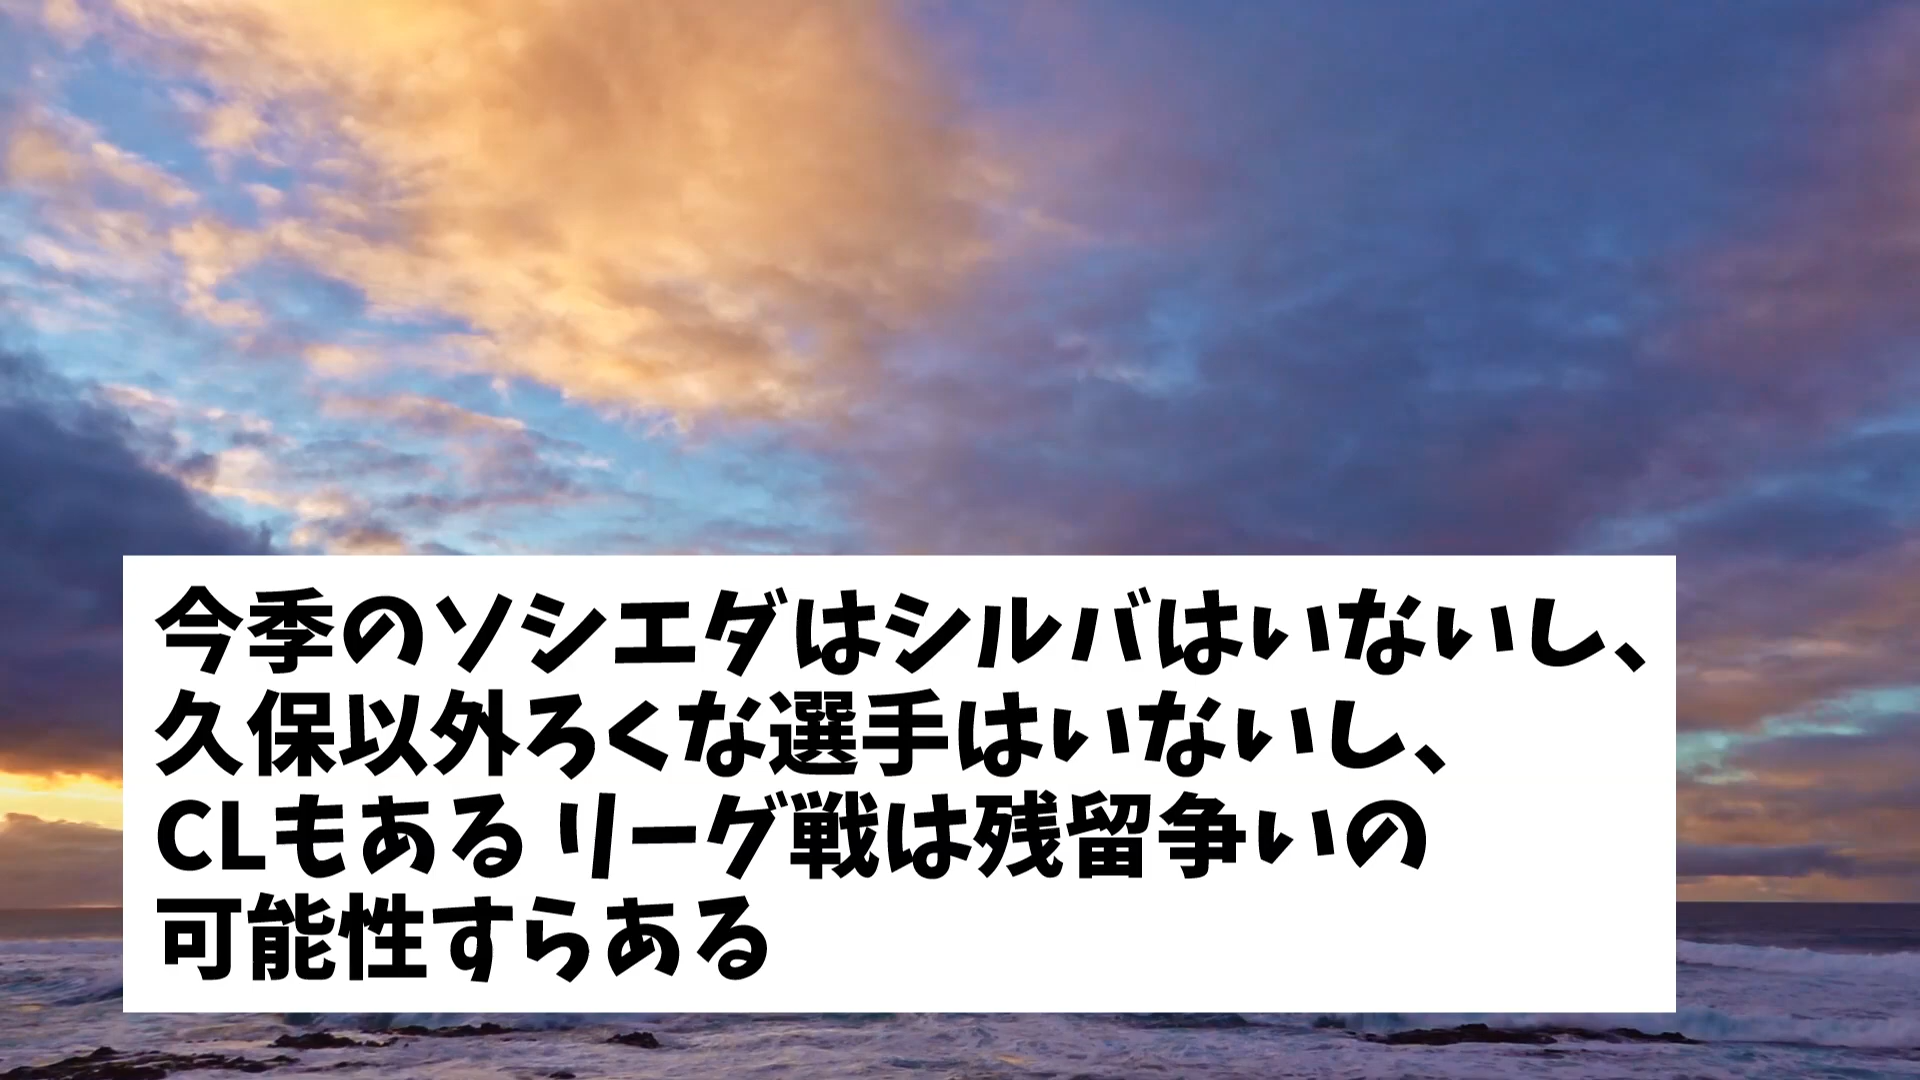 今季のソシエダはシルバはいないし、
久保以外ろくな選手はいないし、
CLもある リーグ戦は残留争いの
可能性すらある